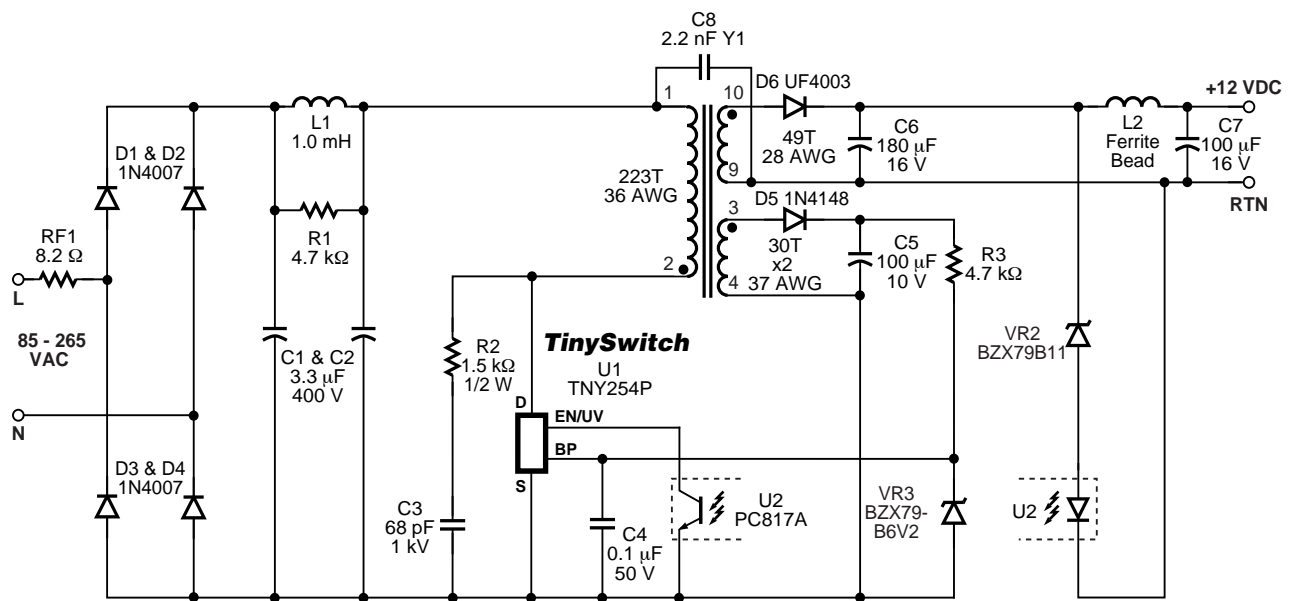 C8
2.2 nF Y1
D6 UF4003
+12 VDC
1
10
L1
1.0 mH
49T
28 AWG
C6
180 µF
16 V
L2
Ferrite
Bead
C7
100 µF
16 V
D1 & D2
1N4007
223T
36 AWG
9
D5 1N4148
RTN
3
R1
4.7 kΩ
RF1
8.2 Ω
30T
x2
37 AWG
C5
100 µF
10 V
R3
4.7 kΩ
2
4
L
85 - 265
VAC
N
C1 & C2
3.3 µF
400 V
R2
1.5 kΩ
1/2 W
TinySwitch
U1
TNY254P
VR2
BZX79B11
D
EN/UV
BP
S
D3 & D4
1N4007
C3
68 pF
1 kV
C4
0.1 µF
50 V
U2
PC817A
VR3
BZX79-
B6V2
U2